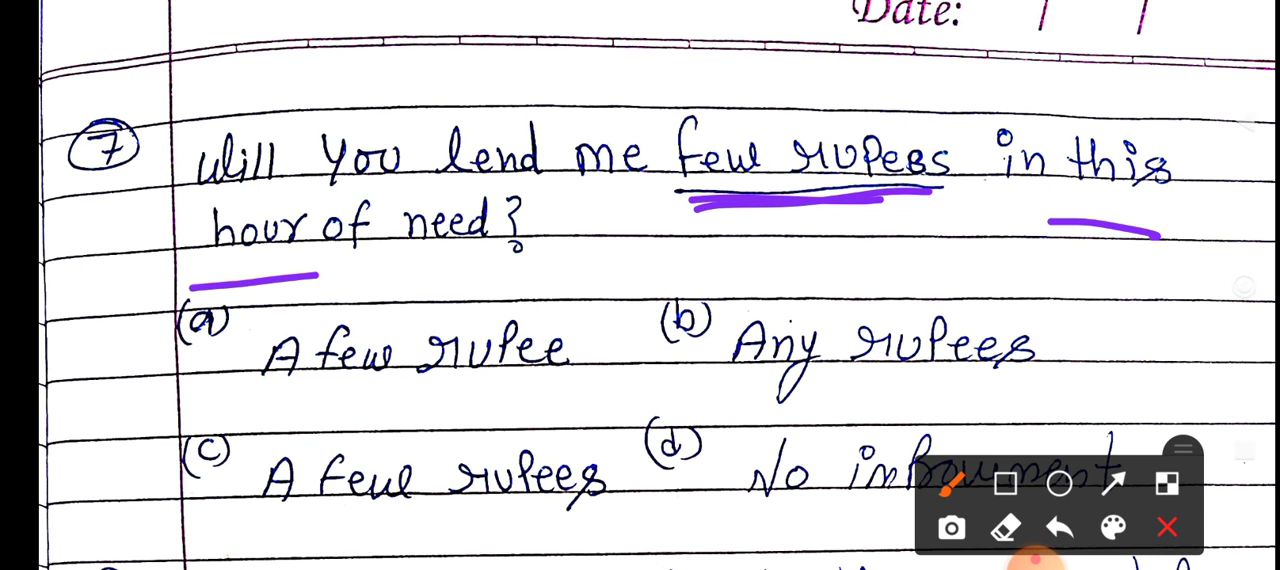 Date:
7 Will you lend me few rupees in this
hour of need?
(a) A few rupee (b) Any rupees
(c) A few rupees (d) No